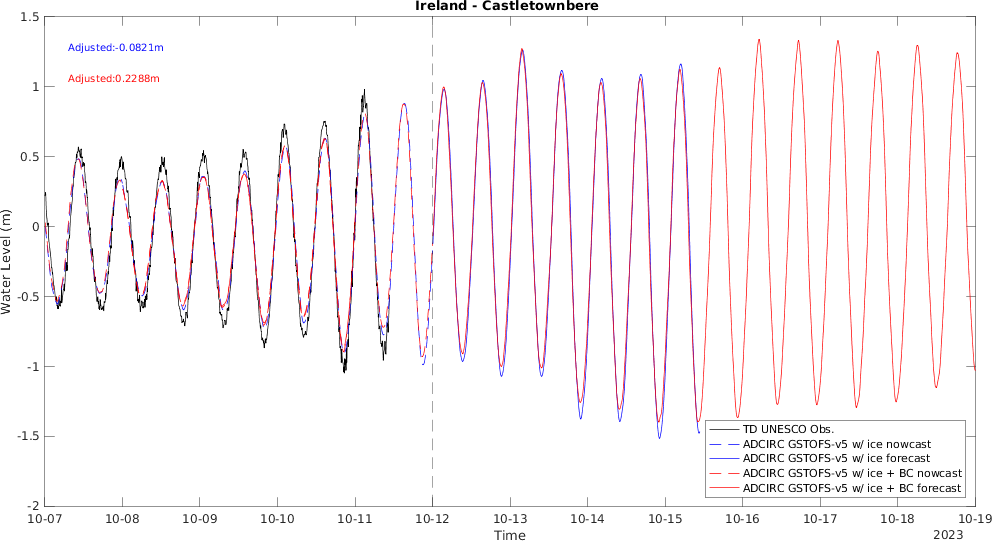 Ireland - Castletownbere
Adjusted:-0.0821m
Adjusted:0.2288m
Water Level (m)
1.5
1
0.5
0
-0.5
-1
-1.5
-2
TD UNESCO Obs.
ADCIRC GSTOFS-v5 w/ ice nowcast
ADCIRC GSTOFS-v5 w/ ice forecast
ADCIRC GSTOFS-v5 w/ ice + BC nowcast
ADCIRC GSTOFS-v5 w/ ice + BC forecast
10-07 10-08 10-09 10-10 10-11 10-12 10-13 10-14 10-15 10-16 10-17 10-18 10-19
Time
2023